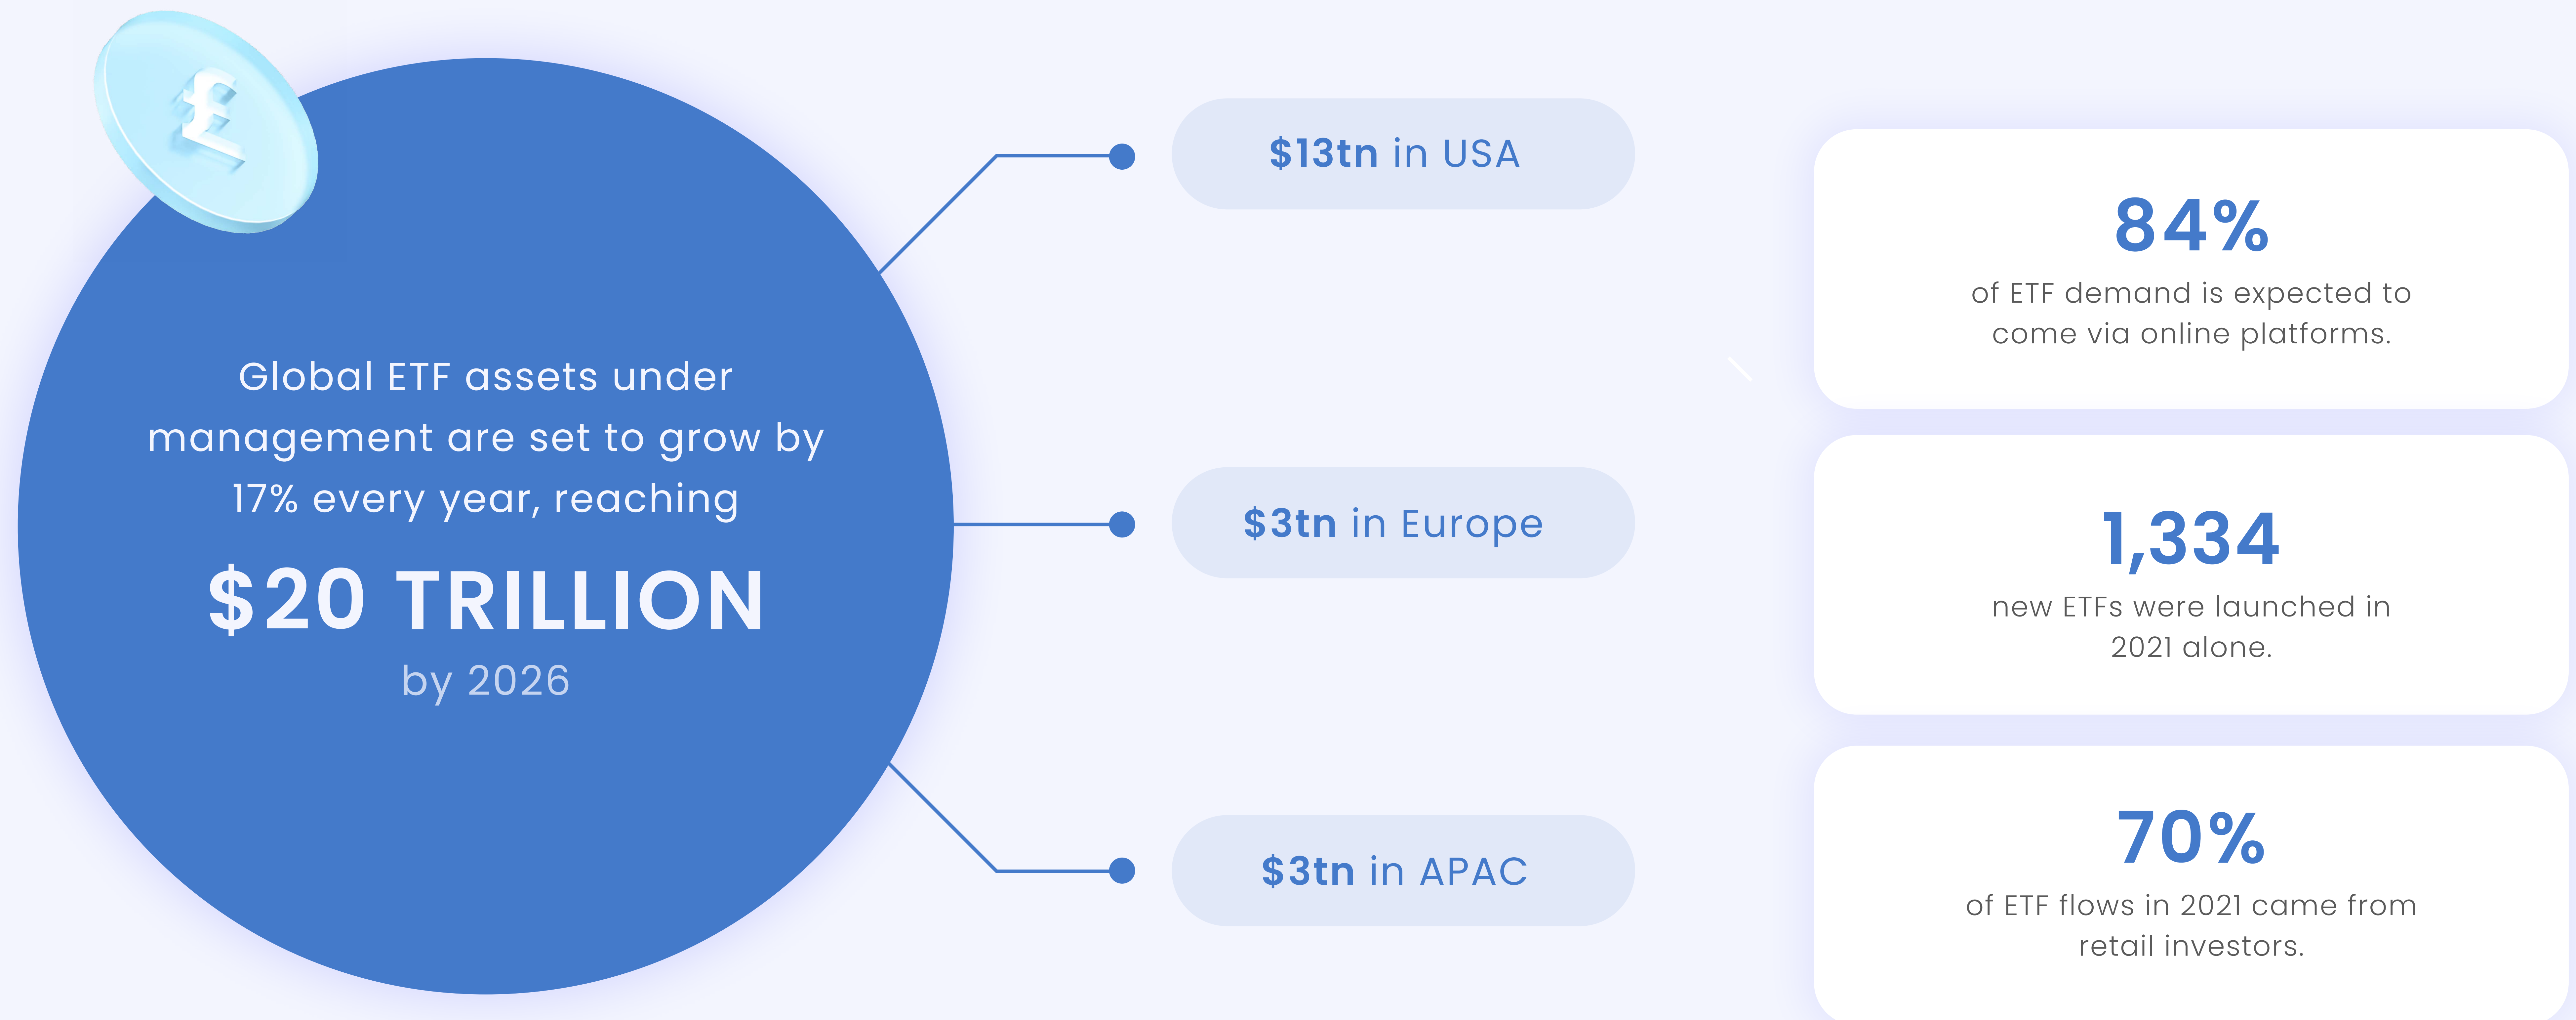 £
Global ETF assets under
management are set to grow by
17% every year, reaching
$20 TRILLION
by 2026
$13tn in USA
$3tn in Europe
$3tn in APAC
84%
of ETF demand is expected to
come via online platforms.
1,334
new ETFs were launched in
2021 alone.
70%
of ETF flows in 2021 came from
retail investors.